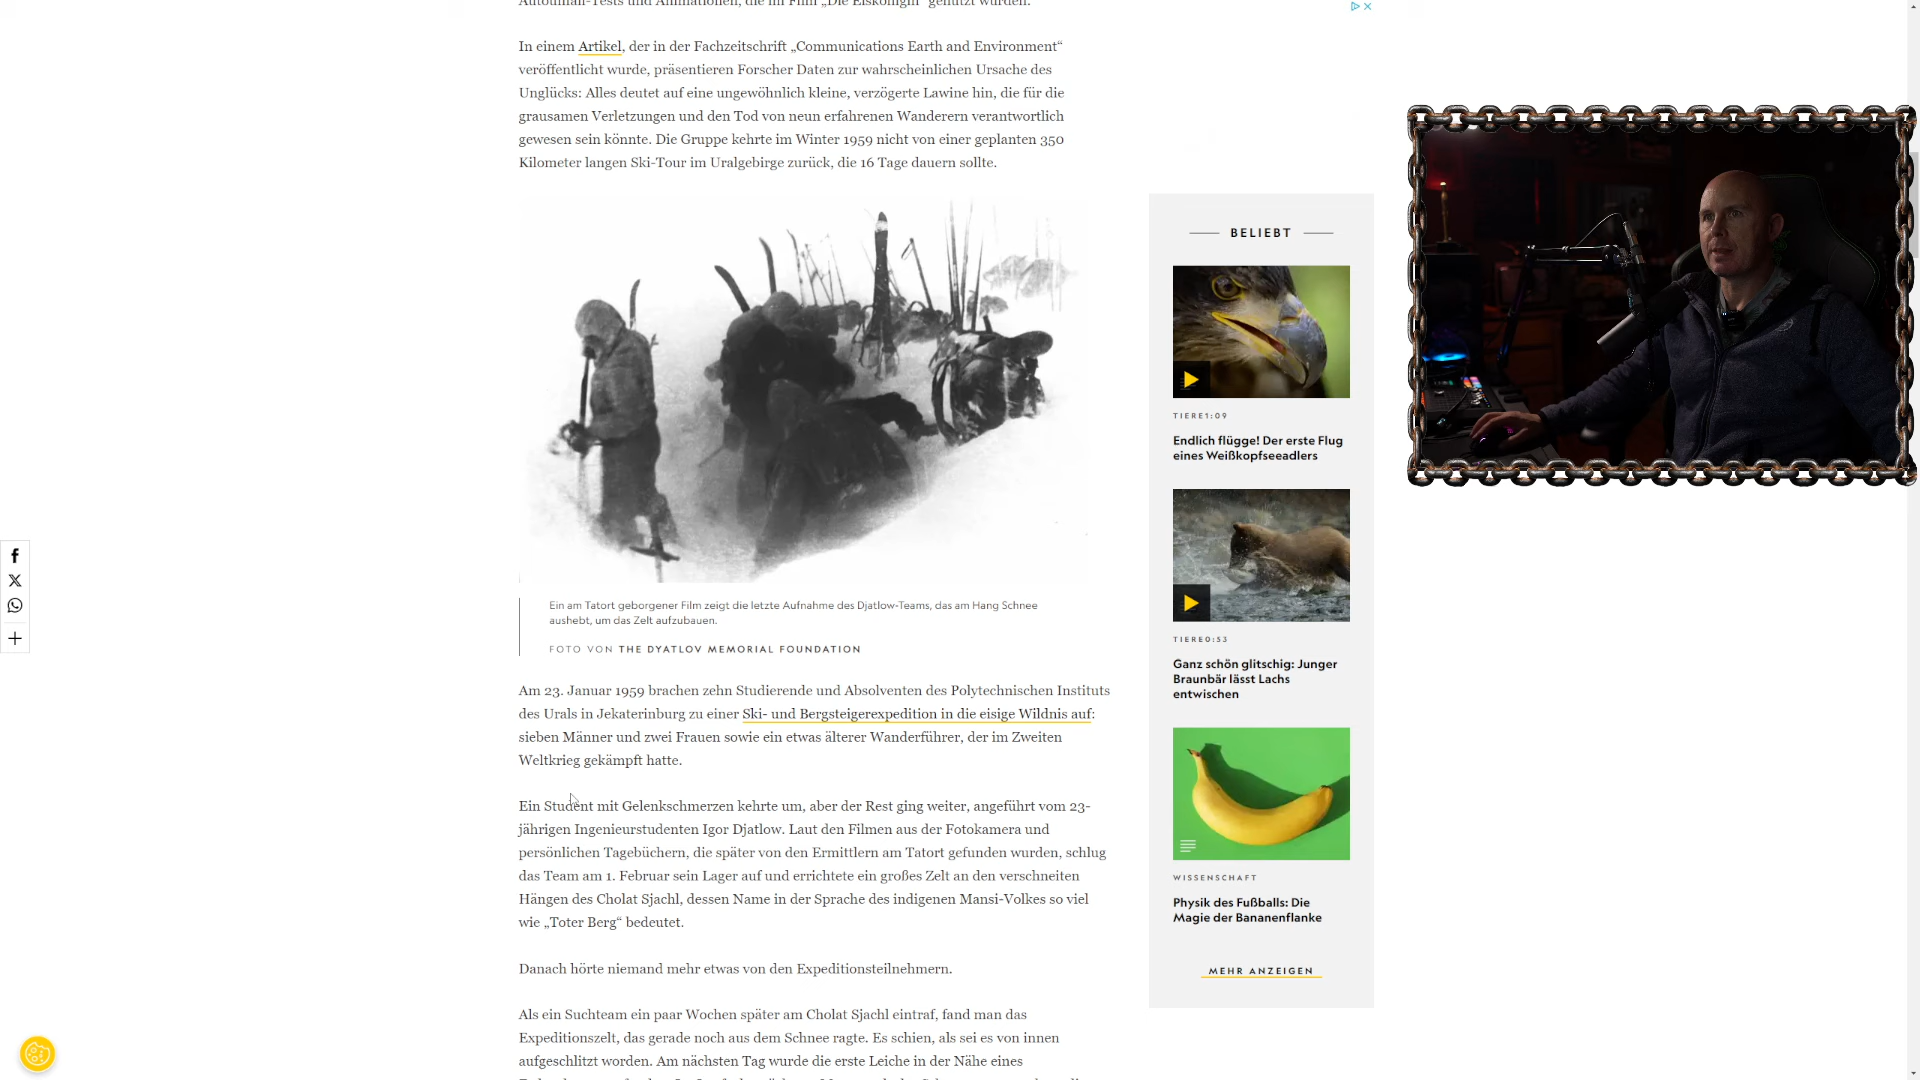 In einem Artikel, der in der Fachzeitschrift „Communications Earth and Environment“
veröffentlicht wurde, präsentieren Forscher Daten zur wahrscheinlichen Ursache des
Unglücks: Alles deutet auf eine ungewöhnlich kleine, verzögerte Lawine hin, die für die
grausamen Verletzungen und den Tod von neun erfahrenen Wanderern verantwortlich
gewesen sein könnte. Die Gruppe kehrte im Winter 1959 nicht von einer geplanten 350
Kilometer langen Ski-Tour im Uralgebirge zurück, die 16 Tage dauern sollte.
Ein am Tatort geborgener Film zeigt die letzte Aufnahme des Djatlow-Teams, das am Hang Schnee
aushebt, um das Zelt aufzubauen.
FOTO VON THE DYATLOV MEMORIAL FOUNDATION
Am 23. Januar 1959 brachen zehn Studierende und Absolventen des Polytechnischen Instituts
des Urals in Jekaterinburg zu einer Ski- und Bergsteigerexpedition in die eisige Wildnis auf:
sieben Männer und zwei Frauen sowie ein etwas älterer Wanderführer, der im Zweiten
Weltkrieg gekämpft hatte.
Ein Student mit Gelenkschmerzen kehrte um, aber der Rest ging weiter, angeführt vom 23-
jährigen Ingenieurstudenten Igor Djatlow. Laut den Filmen aus der Fotokamera und
persönlichen Tagebüchern, die später von den Ermittlern am Tatort gefunden wurden, schlug
das Team am 1. Februar sein Lager auf und errichtete ein großes Zelt an den verschneiten
Hängen des Cholat Sjachl, dessen Name in der Sprache des indigenen Mansi-Volkes so viel
wie „Toter Berg“ bedeutet.
Danach hörte niemand mehr etwas von den Expeditionsteilnehmern.
Als ein Suchteam ein paar Wochen später am Cholat Sjachl eintraf, fand man das
Expeditionszelt, das gerade noch aus dem Schnee ragte. Es schien, als sei es von innen
aufgeschlitzt worden. Am nächsten Tag wurde die erste Leiche in der Nähe eines
BELIEBT
TIERE1:09
Endlich flügge! Der erste Flug
eines Weißkopfseeadlers
TIERE0:53
Ganz schön glitschig: Junger
Braunbär lässt Lachs
entwischen
WISSENSCHAFT
Physik des Fußballs: Die
Magie der Bananenflanke
MEHR ANZEIGEN